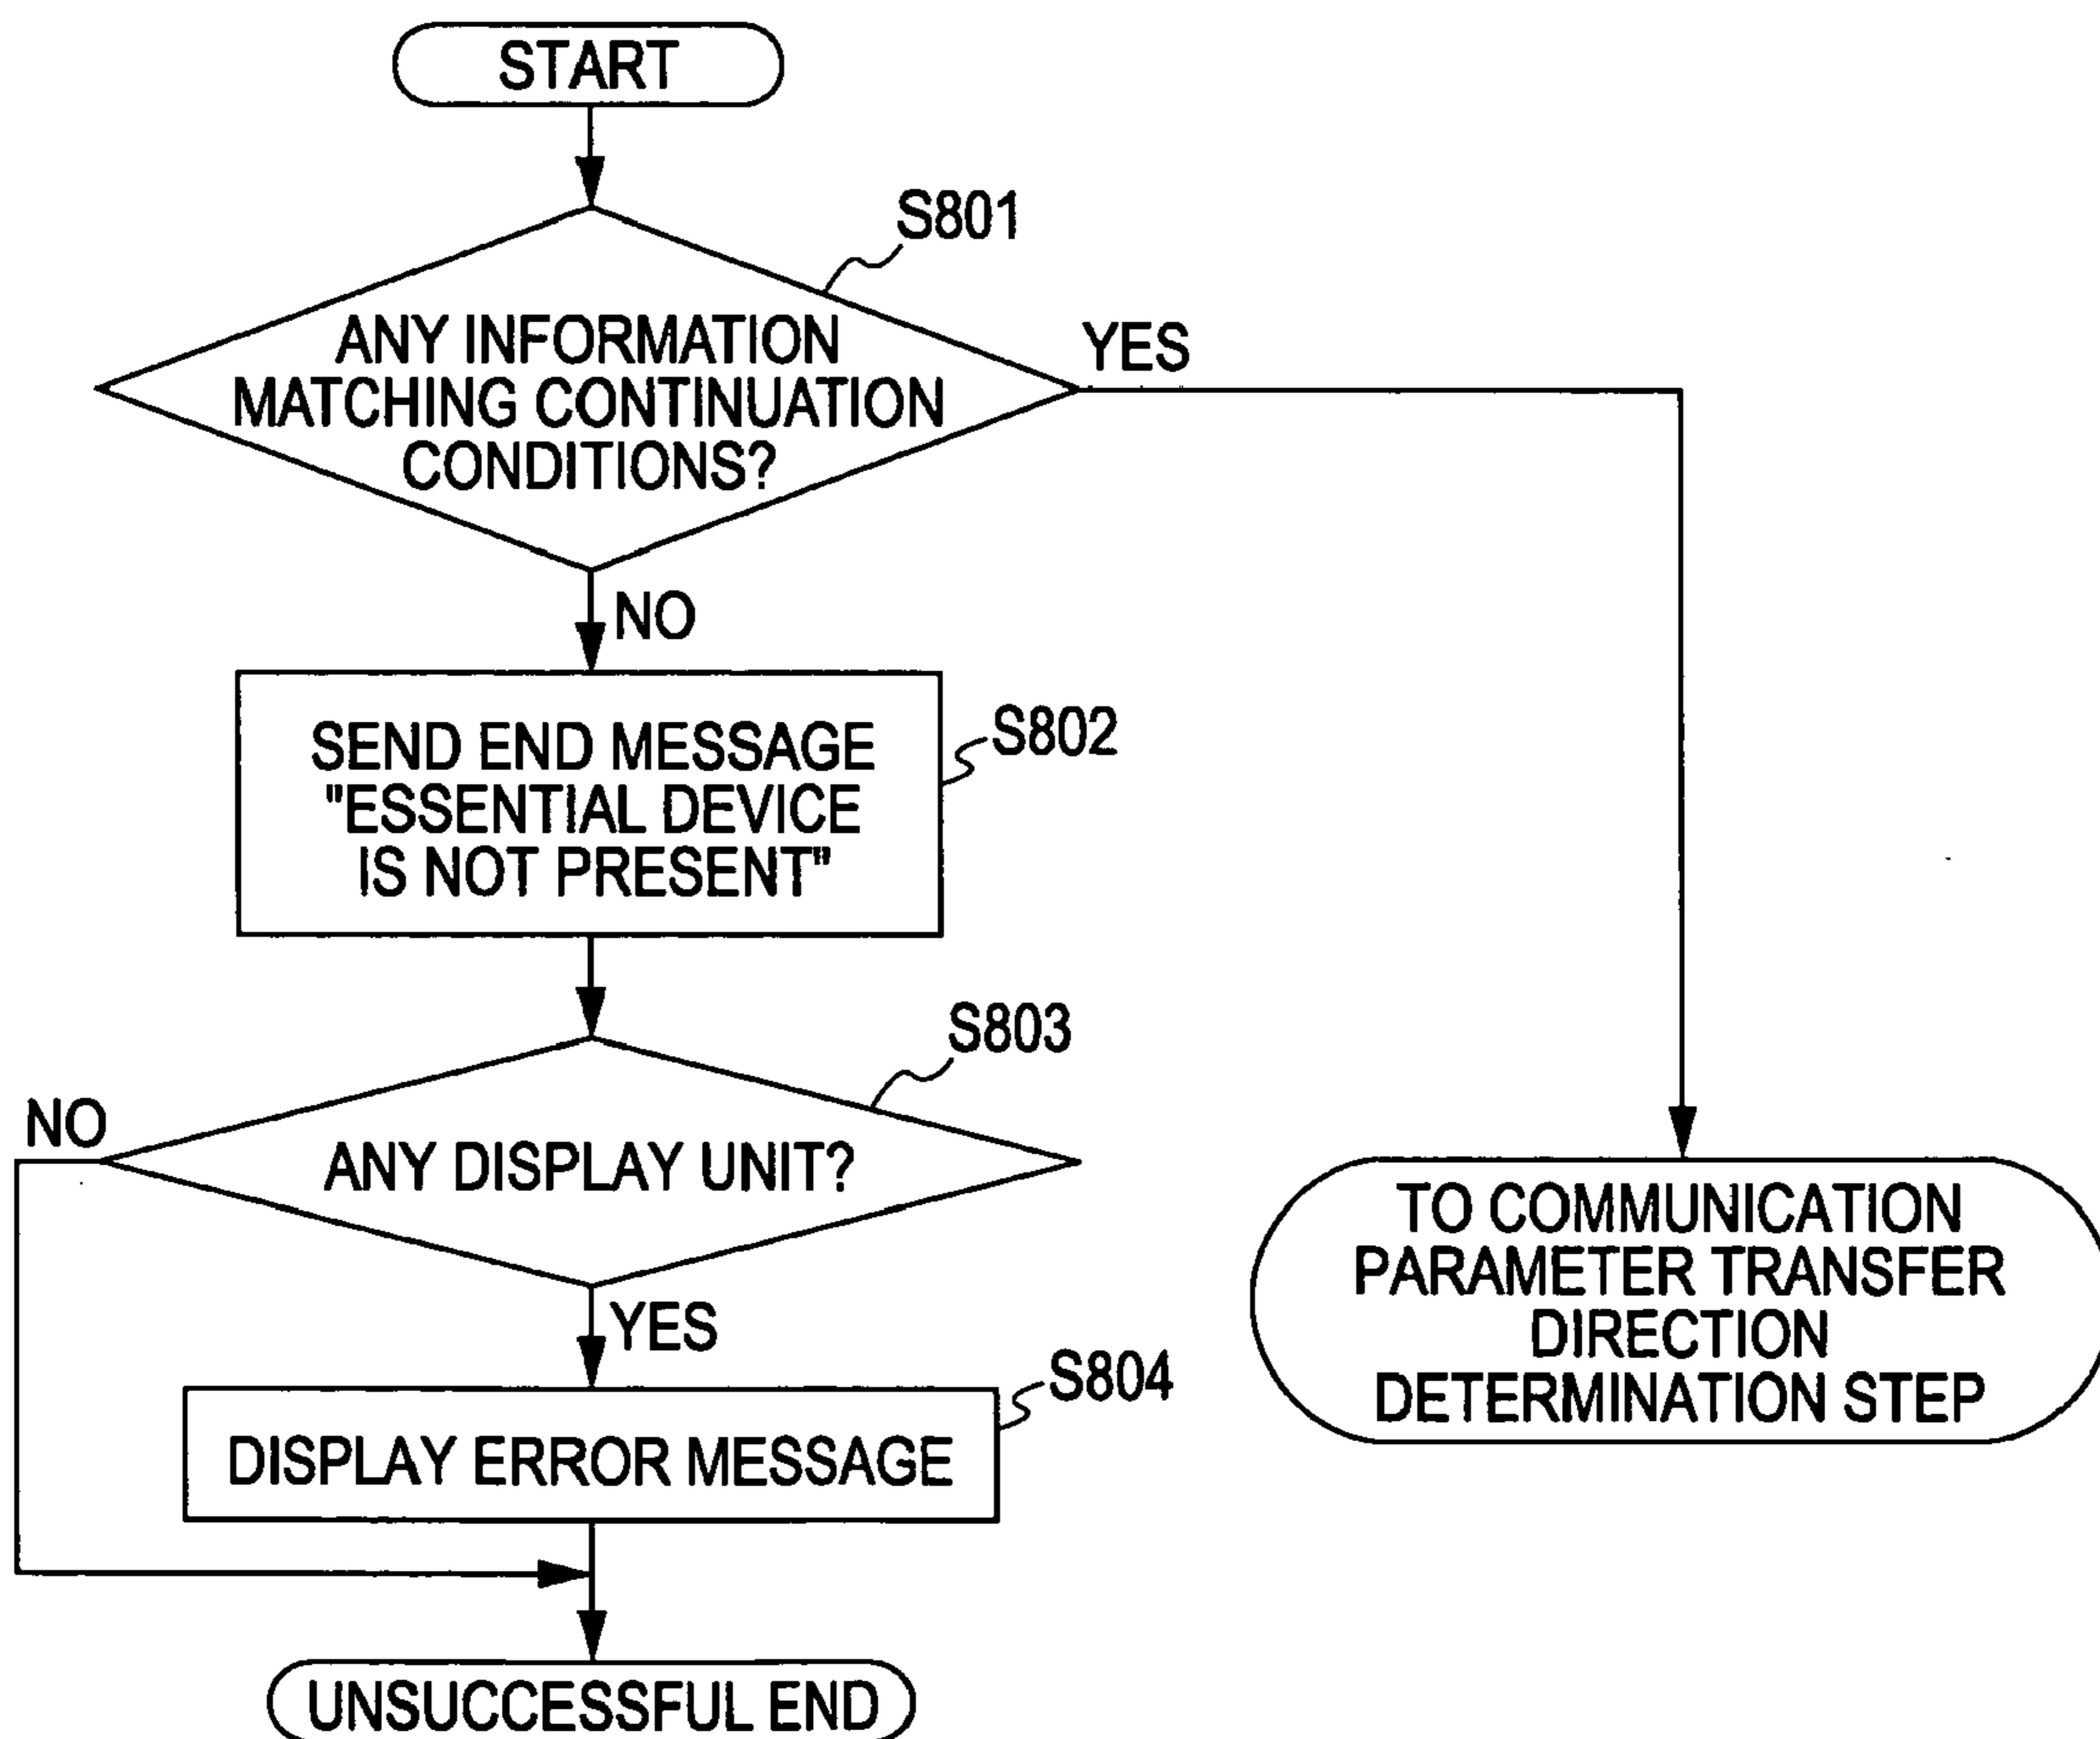 START
S801
ANY INFORMATION
MATCHING CONTINUATION
CONDITIONS?
YES
NO
SEND END MESSAGE
"ESSENTIAL DEVICE
IS NOT PRESENT"
S802
S803
NO
ANY DISPLAY UNIT?
YES
S804
DISPLAY ERROR MESSAGE
UNSUCCESSFUL END
TO COMMUNICATION
PARAMETER TRANSFER
DIRECTION
DETERMINATION STEP